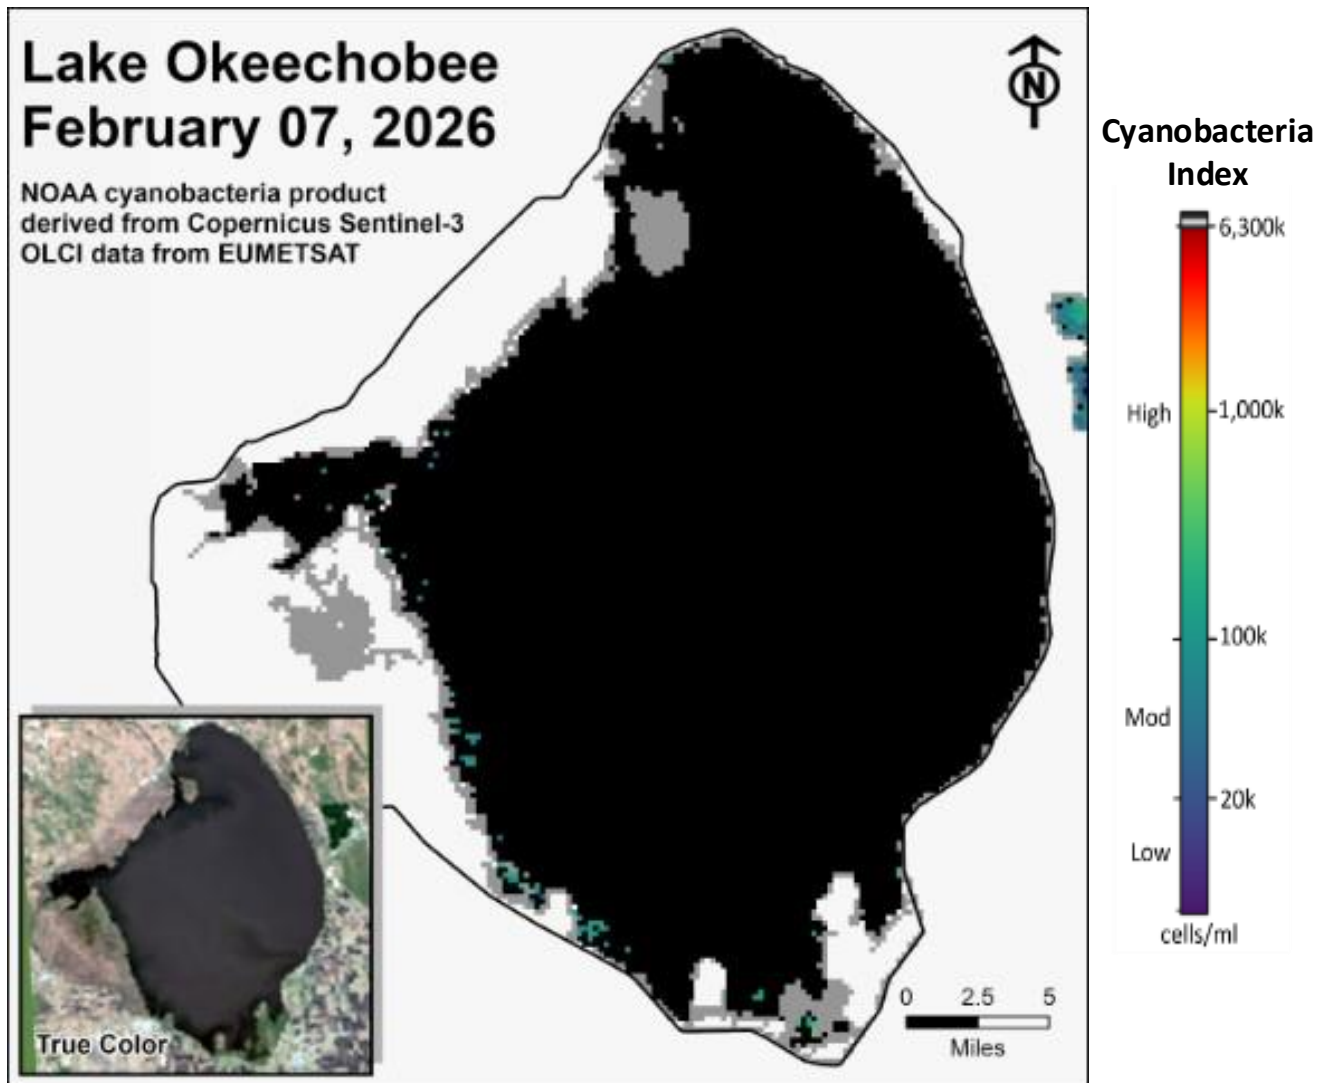 Lake Okeechobee
February 07, 2026
NOAA cyanobacteria product
derived from Copernicus Sentinel-3
OLCI data from EUMETSAT
N
Cyanobacteria
Index
6,300k
High
1,000k
100k
Mod
20k
Low
cells/ml
0 2.5 5
Miles
True Color